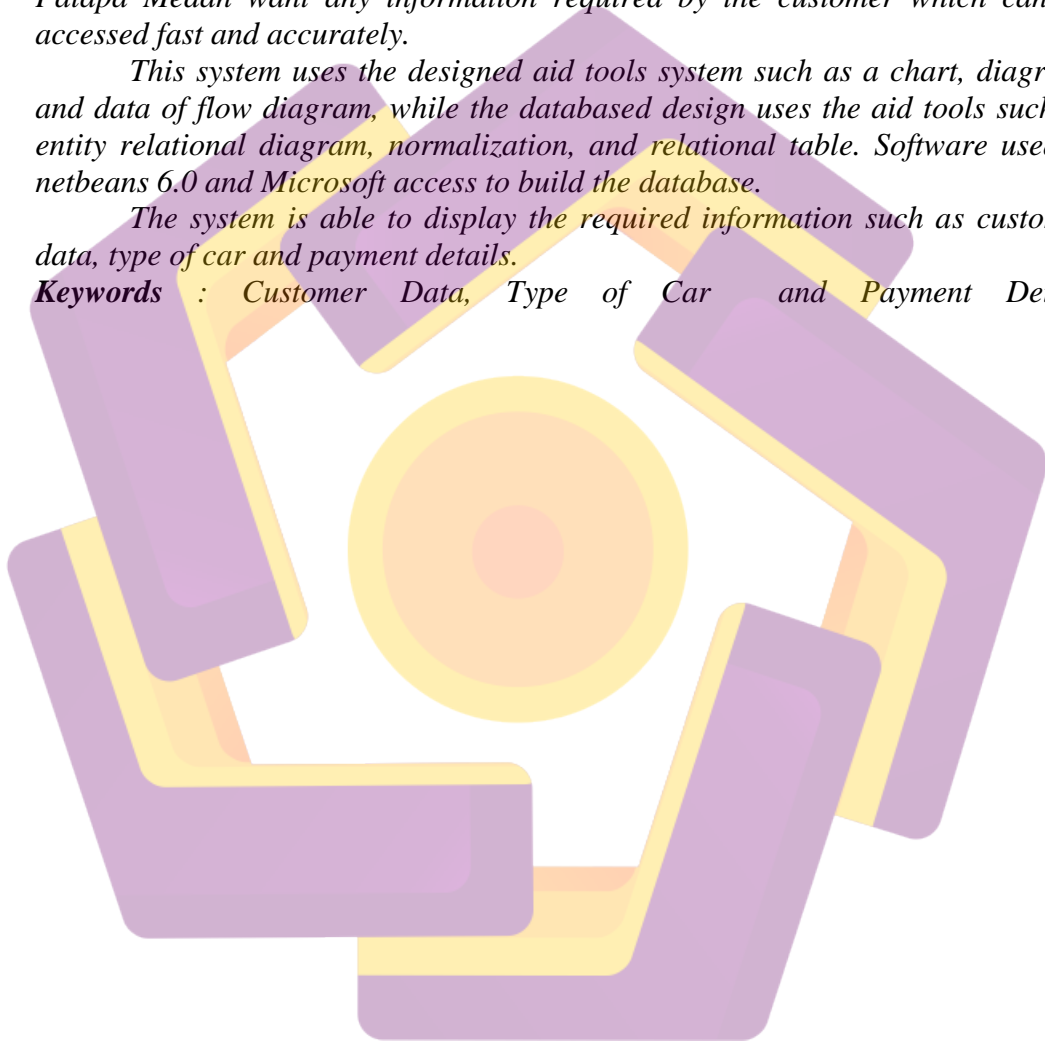 Medan want any information required by the customer which can
accessed fast and accurately.
This system uses the designed aid tools system such as a chart, diagr
and data of flow diagram, while the databased design uses the aid tools such
entity relational diagram, normalization, and relational table. Software use
netbeans 6.0 and Microsoft access to build the database.
The system is able to display the required information such as custo
data, type of car and payment details.
Keywords : Customer Data, Type of Car and Payment De